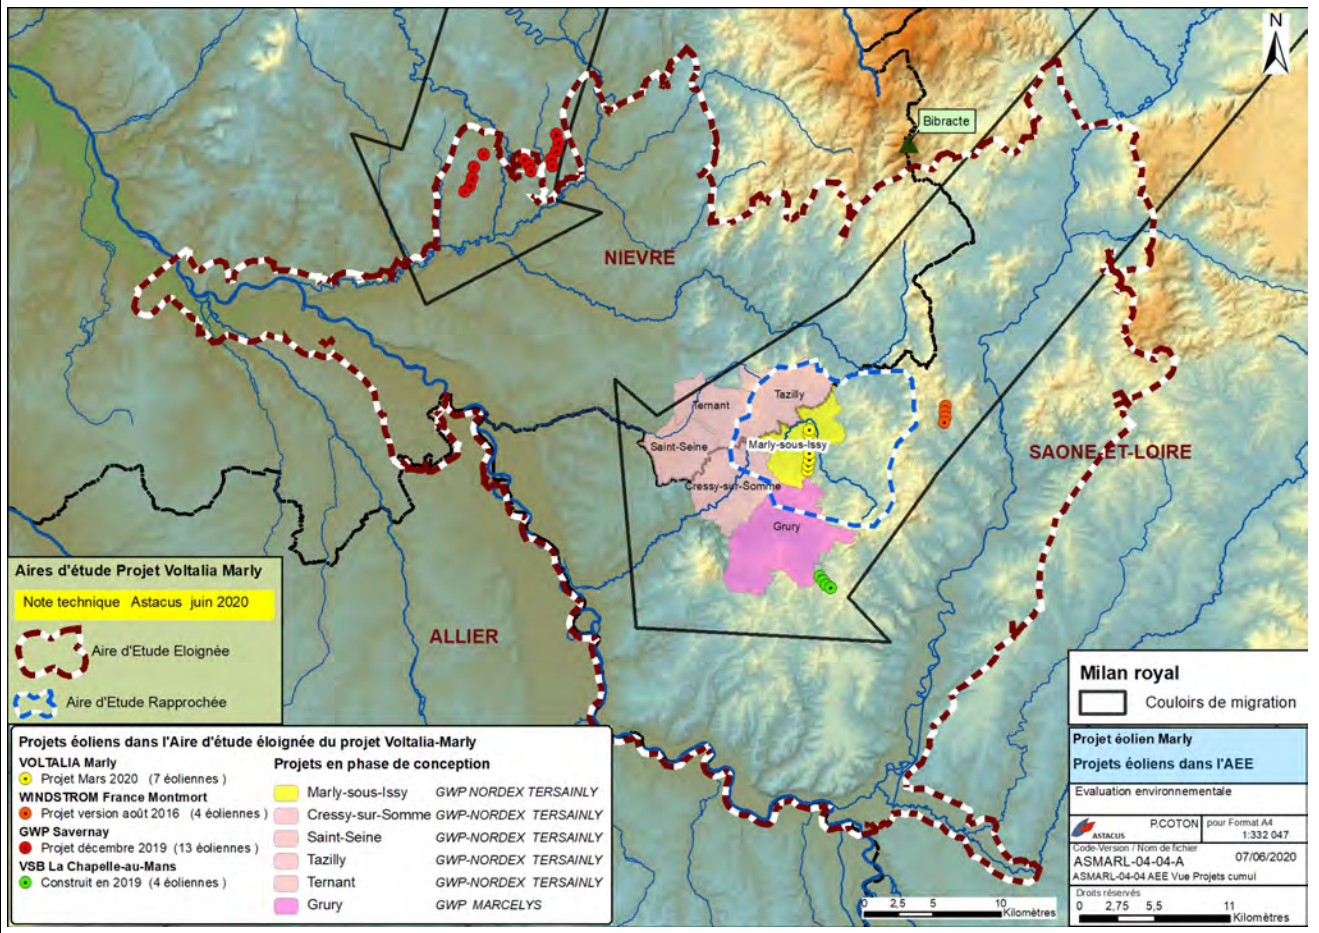 N
Bibracte
NIEVRE
Tazilly
Ternant
Saint-Seine
Marly-sous-Issy
Cressy-sur-Somme
Grury
SAONE-ET-LOIRE
ALLIER
Aires d'étude Projet Voltalia Marly
Note technique Astacus juin 2020
Aire d'Etude Eloignée
Aire d'Etude Rapprochée
Projets éoliens dans l'Aire d'étude éloignée du projet Voltalia-Marly
VOLTALIA Marly
Projet Mars 2020 (7 éoliennes )
WINDSTROM France Montmort
Projet version août 2016 (4 éoliennes )
GWP Savernay
Projet décembre 2019 (13 éoliennes )
VSB La Chapelle-au-Mans
Construit en 2019 (4 éoliennes )
Projets en phase de conception
Marly-sous-Issy GWP NORDEX TERSAINLY
Cressy-sur-Somme GWP-NORDEX TERSAINLY
Saint-Seine GWP-NORDEX TERSAINLY
Tazilly GWP-NORDEX TERSAINLY
Ternant GWP-NORDEX TERSAINLY
Grury GWP MARCELYS
0 2,5 5 10
Kilomètres
Milan royal
Couloirs de migration
Projet éolien Marly
Projets éoliens dans l'AEE
Evaluation environnementale
ASTACUS
P.COTON
pour Format A4
1:332 047
Code-Version / Nom de fichier
ASMARL-04-04-A
07/06/2020
ASMARL-04-04 AEE Vue Projets cumul
Droits réservés
0 2,75 5,5 11
Kilomètres